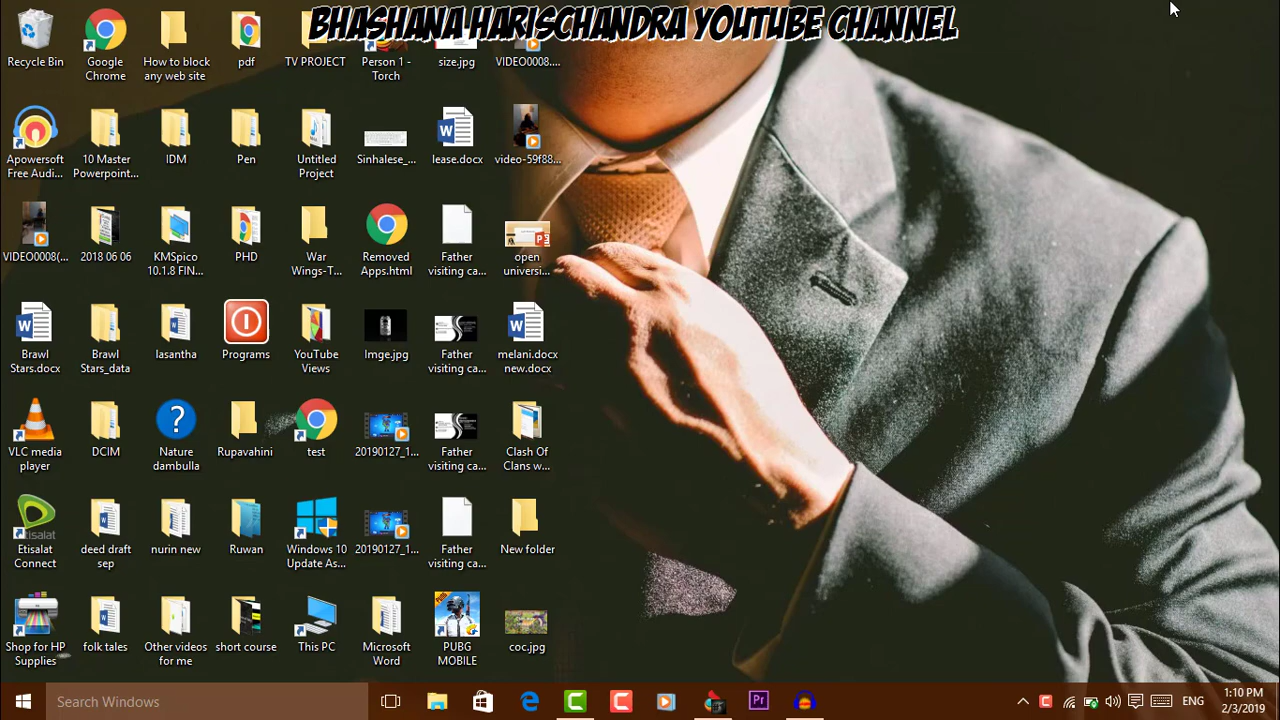 BHASHANA HARISCHANDRA YOUTUBE CHANNEL
Recycle Bin
Google
Chrome
How to block
any web site
pdf
TV PROJECT
Person 1 -
Torch
size.jpg
VIDEO0008....
Apowersoft
Free Audi...
10 Master
Powerpoint...
IDM
Pen
Untitled
Project
Sinhalese_...
lease.docx
video-59f88...
VIDEO0008(...
2018 06 06
KMSpico
10.1.8 FIN...
PHD
War
Wings-T...
Removed
Apps.html
Father
visiting ca...
open
universi...
Brawl
Stars.docx
Brawl
Stars_data
lasantha
Programs
YouTube
Views
Imge.jpg
Father
visiting ca...
melani.docx
new.docx
VLC media
player
DCIM
Nature
dambulla
Rupavahini
test
20190127_1...
Father
visiting ca...
Clash Of
Clans w...
etisalat
Etisalat
Connect
deed draft
sep
nurin new
Ruwan
Windows 10
Update As...
20190127_1...
Father
visiting ca...
New folder
Shop for HP
Supplies
folk tales
Other videos
for me
short course
This PC
Microsoft
Word
PUBG
MOBILE
coc.jpg
Search Windows
Pr
ENG
1:10 PM
2/3/2019